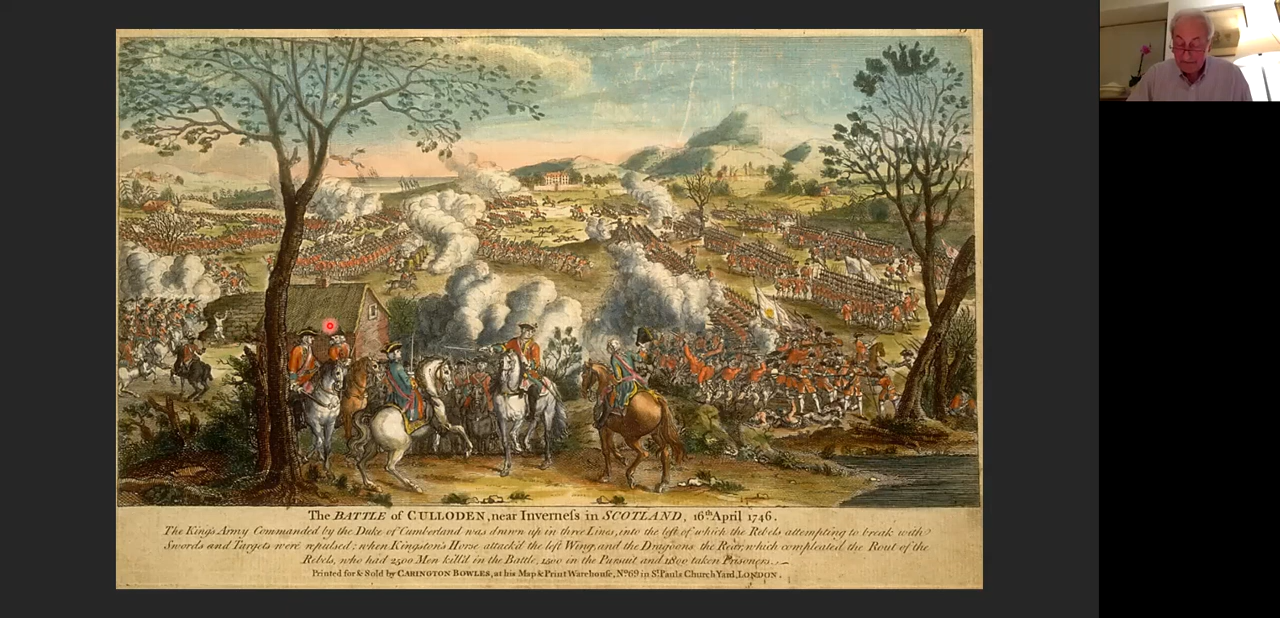 The BATTLE of CULLODEN, near Inverneſs in SCOTLAND, 16th April 1746.
The King's Army Commanded by the Duke of Cumberland was drawn up in three Lines, into the left of which the Rebels attempting to break with
Swords and Targets were repulsed; when Kingston's Horse attack'd the left Wing, and the Dragoons the Rear, which compleated the Rout of the
Rebels, who had 2500 Men kill'd in the Battle, 1500 in the Pursuit, and 1800 taken Prisoners.
Printed for & Sold by CARINGTON BOWLES, at his Map & Print Warehouse, No. 69 in St. Pauls Church Yard, LONDON.